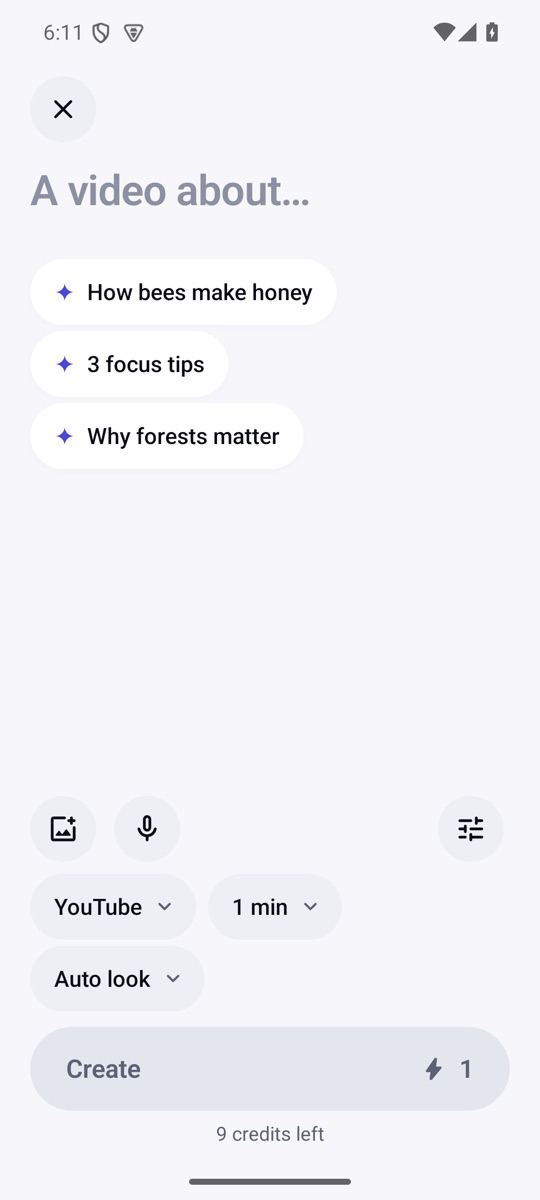 6:11
A video about...
How bees make honey
3 focus tips
Why forests matter
YouTube
1 min
Auto look
Create
1
9 credits left